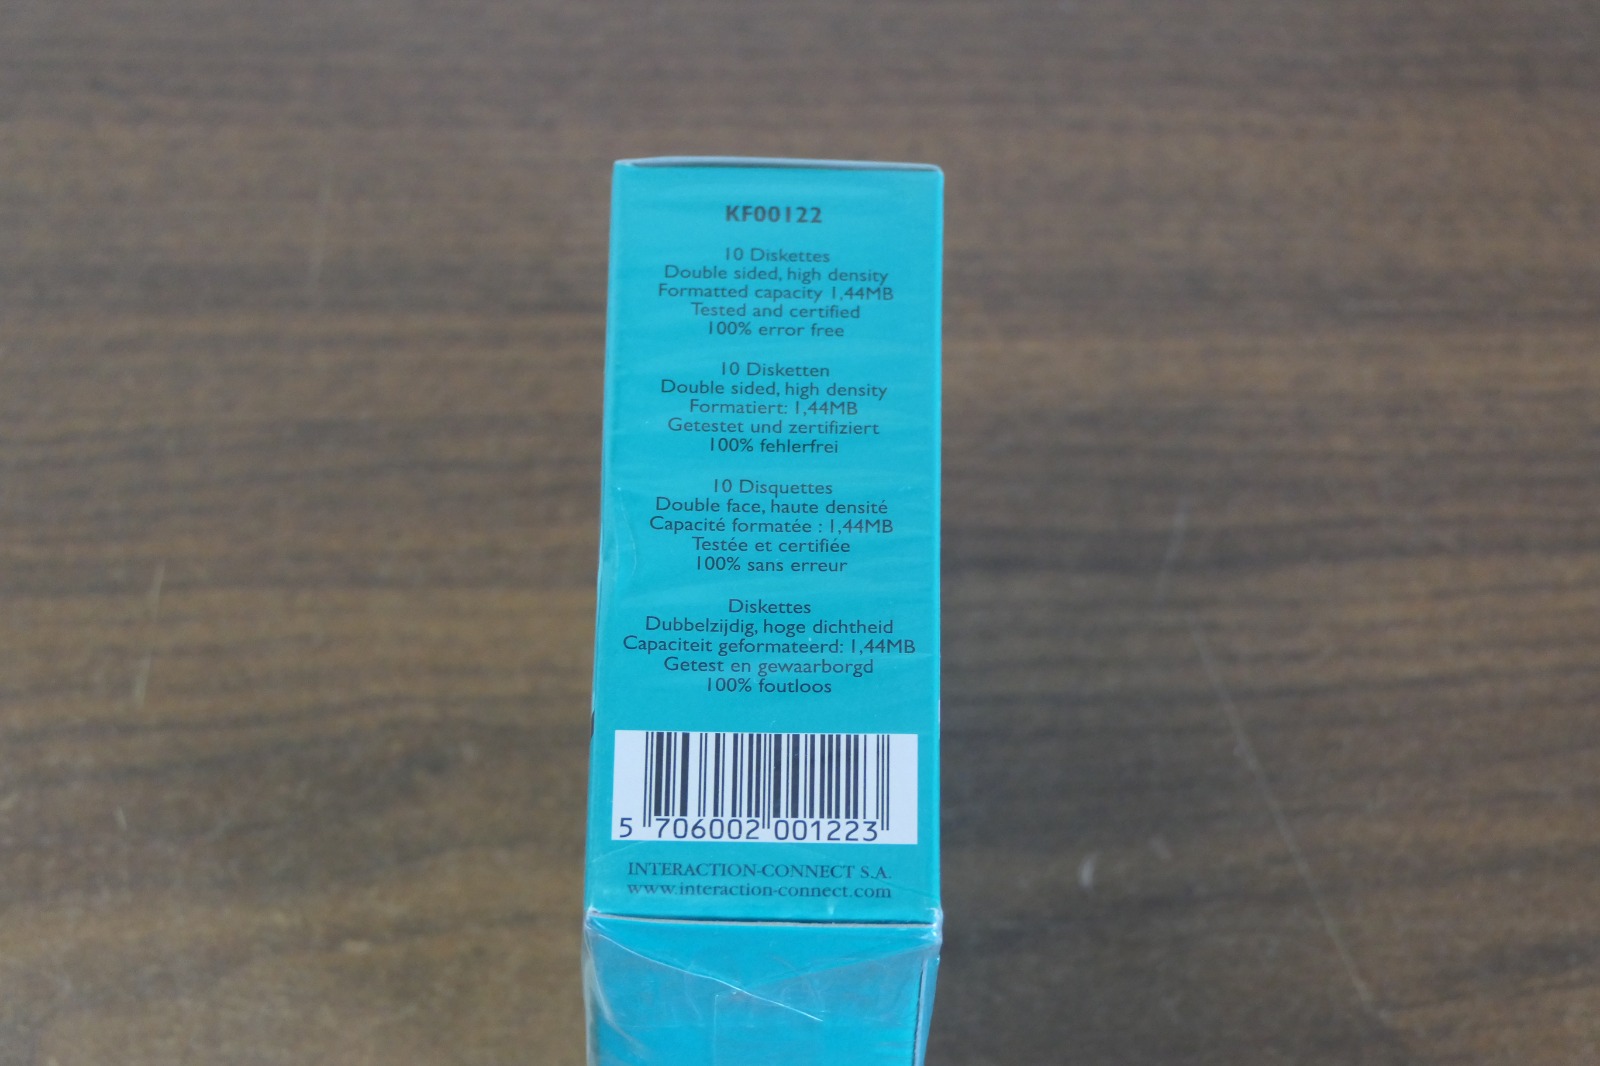 KF00122
10 Diskettes
Double sided, high density
Formatted capacity 1,44MB
Tested and certified
100% error free
10 Disketten
Double sided, high density
Formatiert: 1,44MB
Getestet und zertifiziert
100% fehlerfrei
10 Disquettes
Double face, haute densité
Capacité formatée : 1,44MB
Testée et certifiée
100% sans erreur
Diskettes
Dubbelzijdig, hoge dichtheid
Capaciteit geformateerd: 1,44MB
Getest en gewaarborgd
100% foutloos
5 706002 001223
INTERACTION-CONNECT S.A.
www.interaction-connect.com